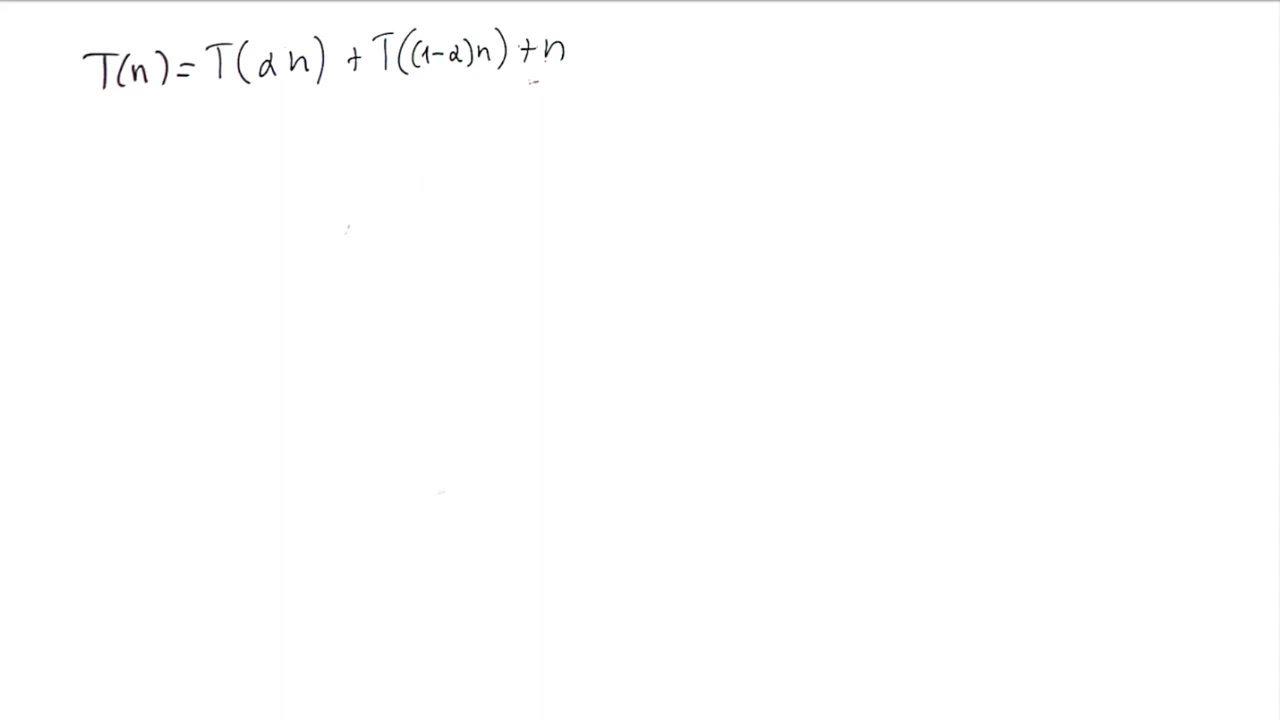 T(n) = T(αn) + T((1-α)n) + n